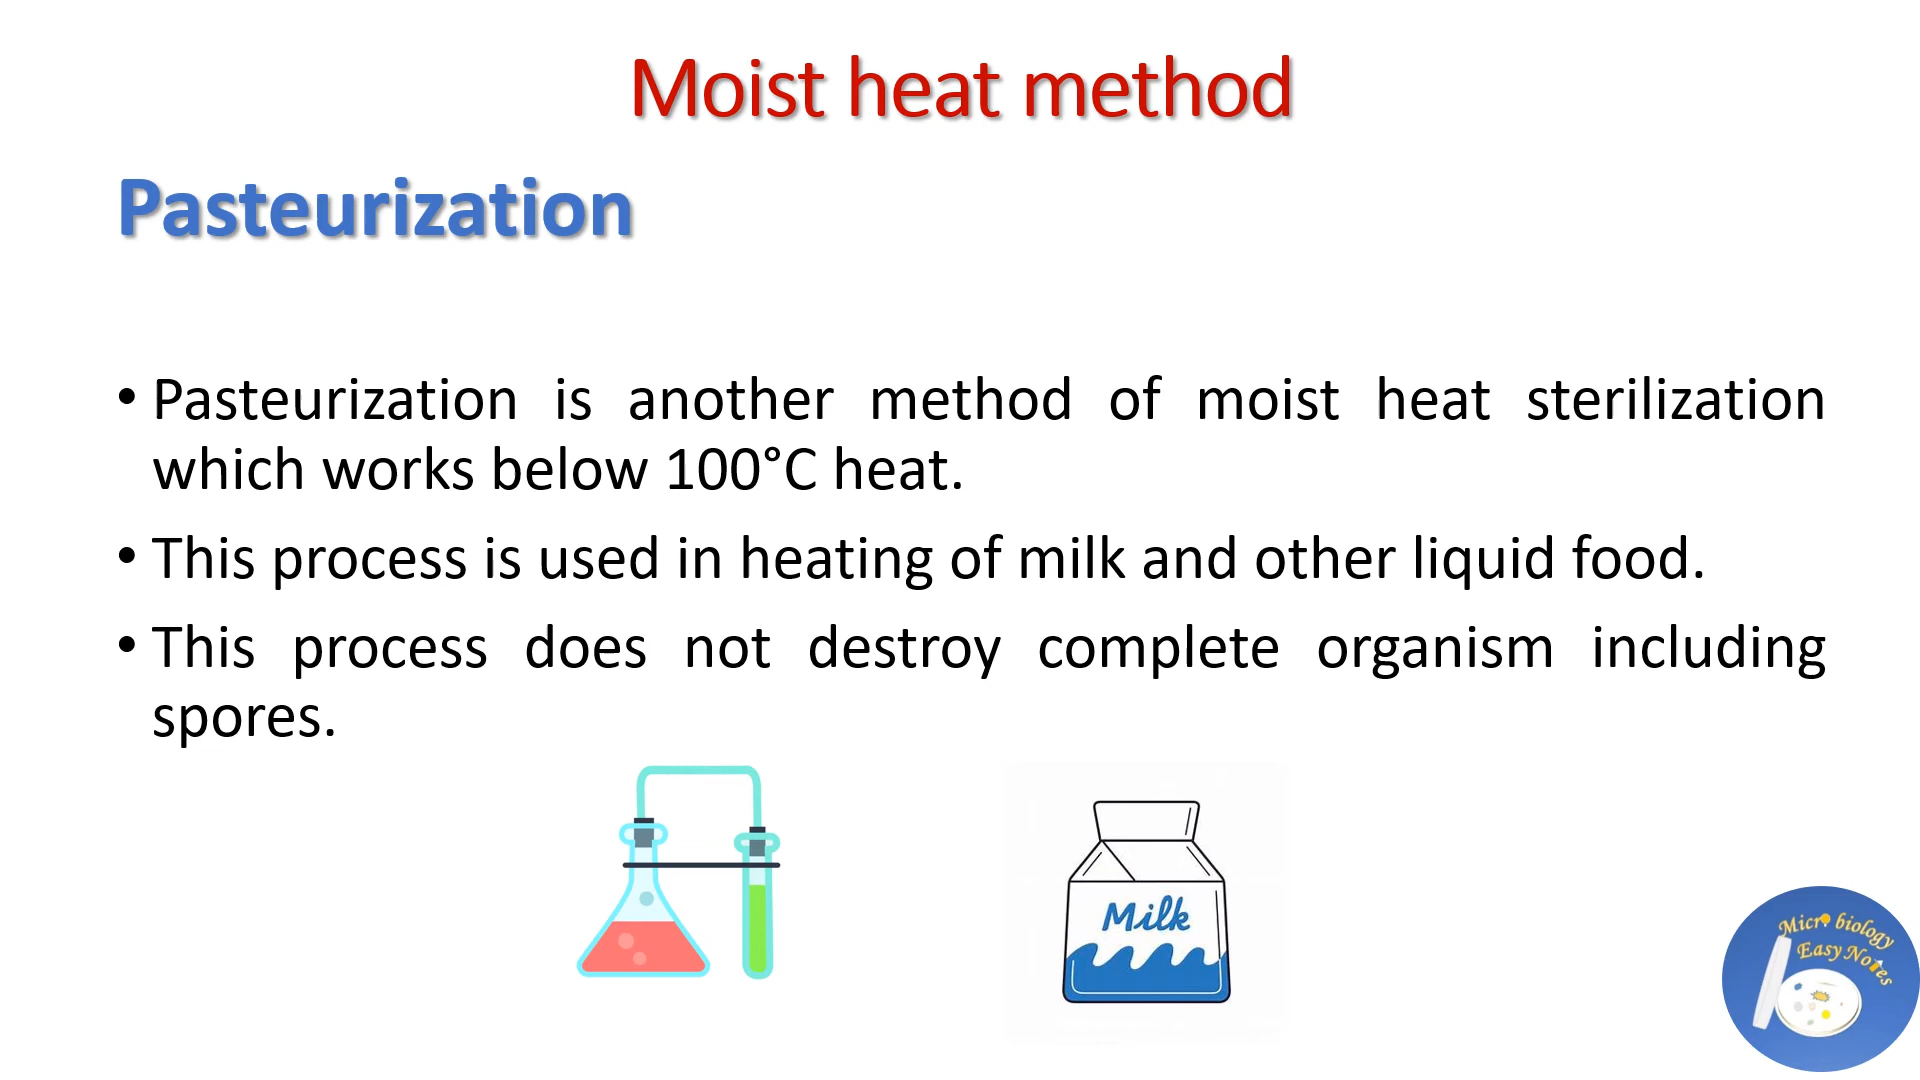 Moist heat method
Pasteurization
• Pasteurization is another method of moist heat sterilization
which works below 100°C heat.
• This process is used in heating of milk and other liquid food.
• This process does not destroy complete organism including
spores.
Milk
Micro biology
Easy Notes